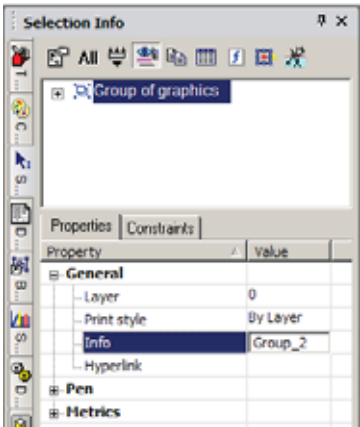 Selection Info
All
Group of graphics
Properties Constraints
Property Value
General
Layer 0
Print style By Layer
Info Group_2
Hyperlink
Pen
Metrics
T
C
S
D
B
S
D